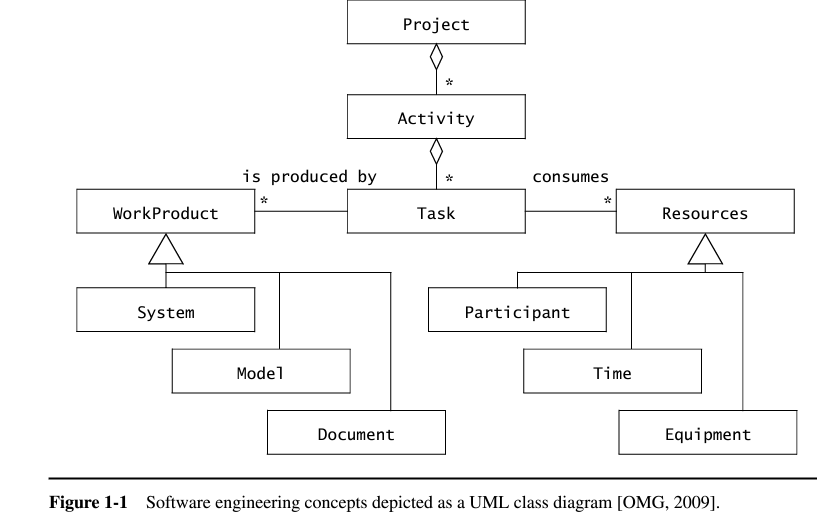 Project
*
Activity
is produced by * consumes
* *
WorkProduct Task Resources
System Participant
Model Time
Document Equipment
Figure 1-1 Software engineering concepts depicted as a UML class diagram [OMG, 2009].